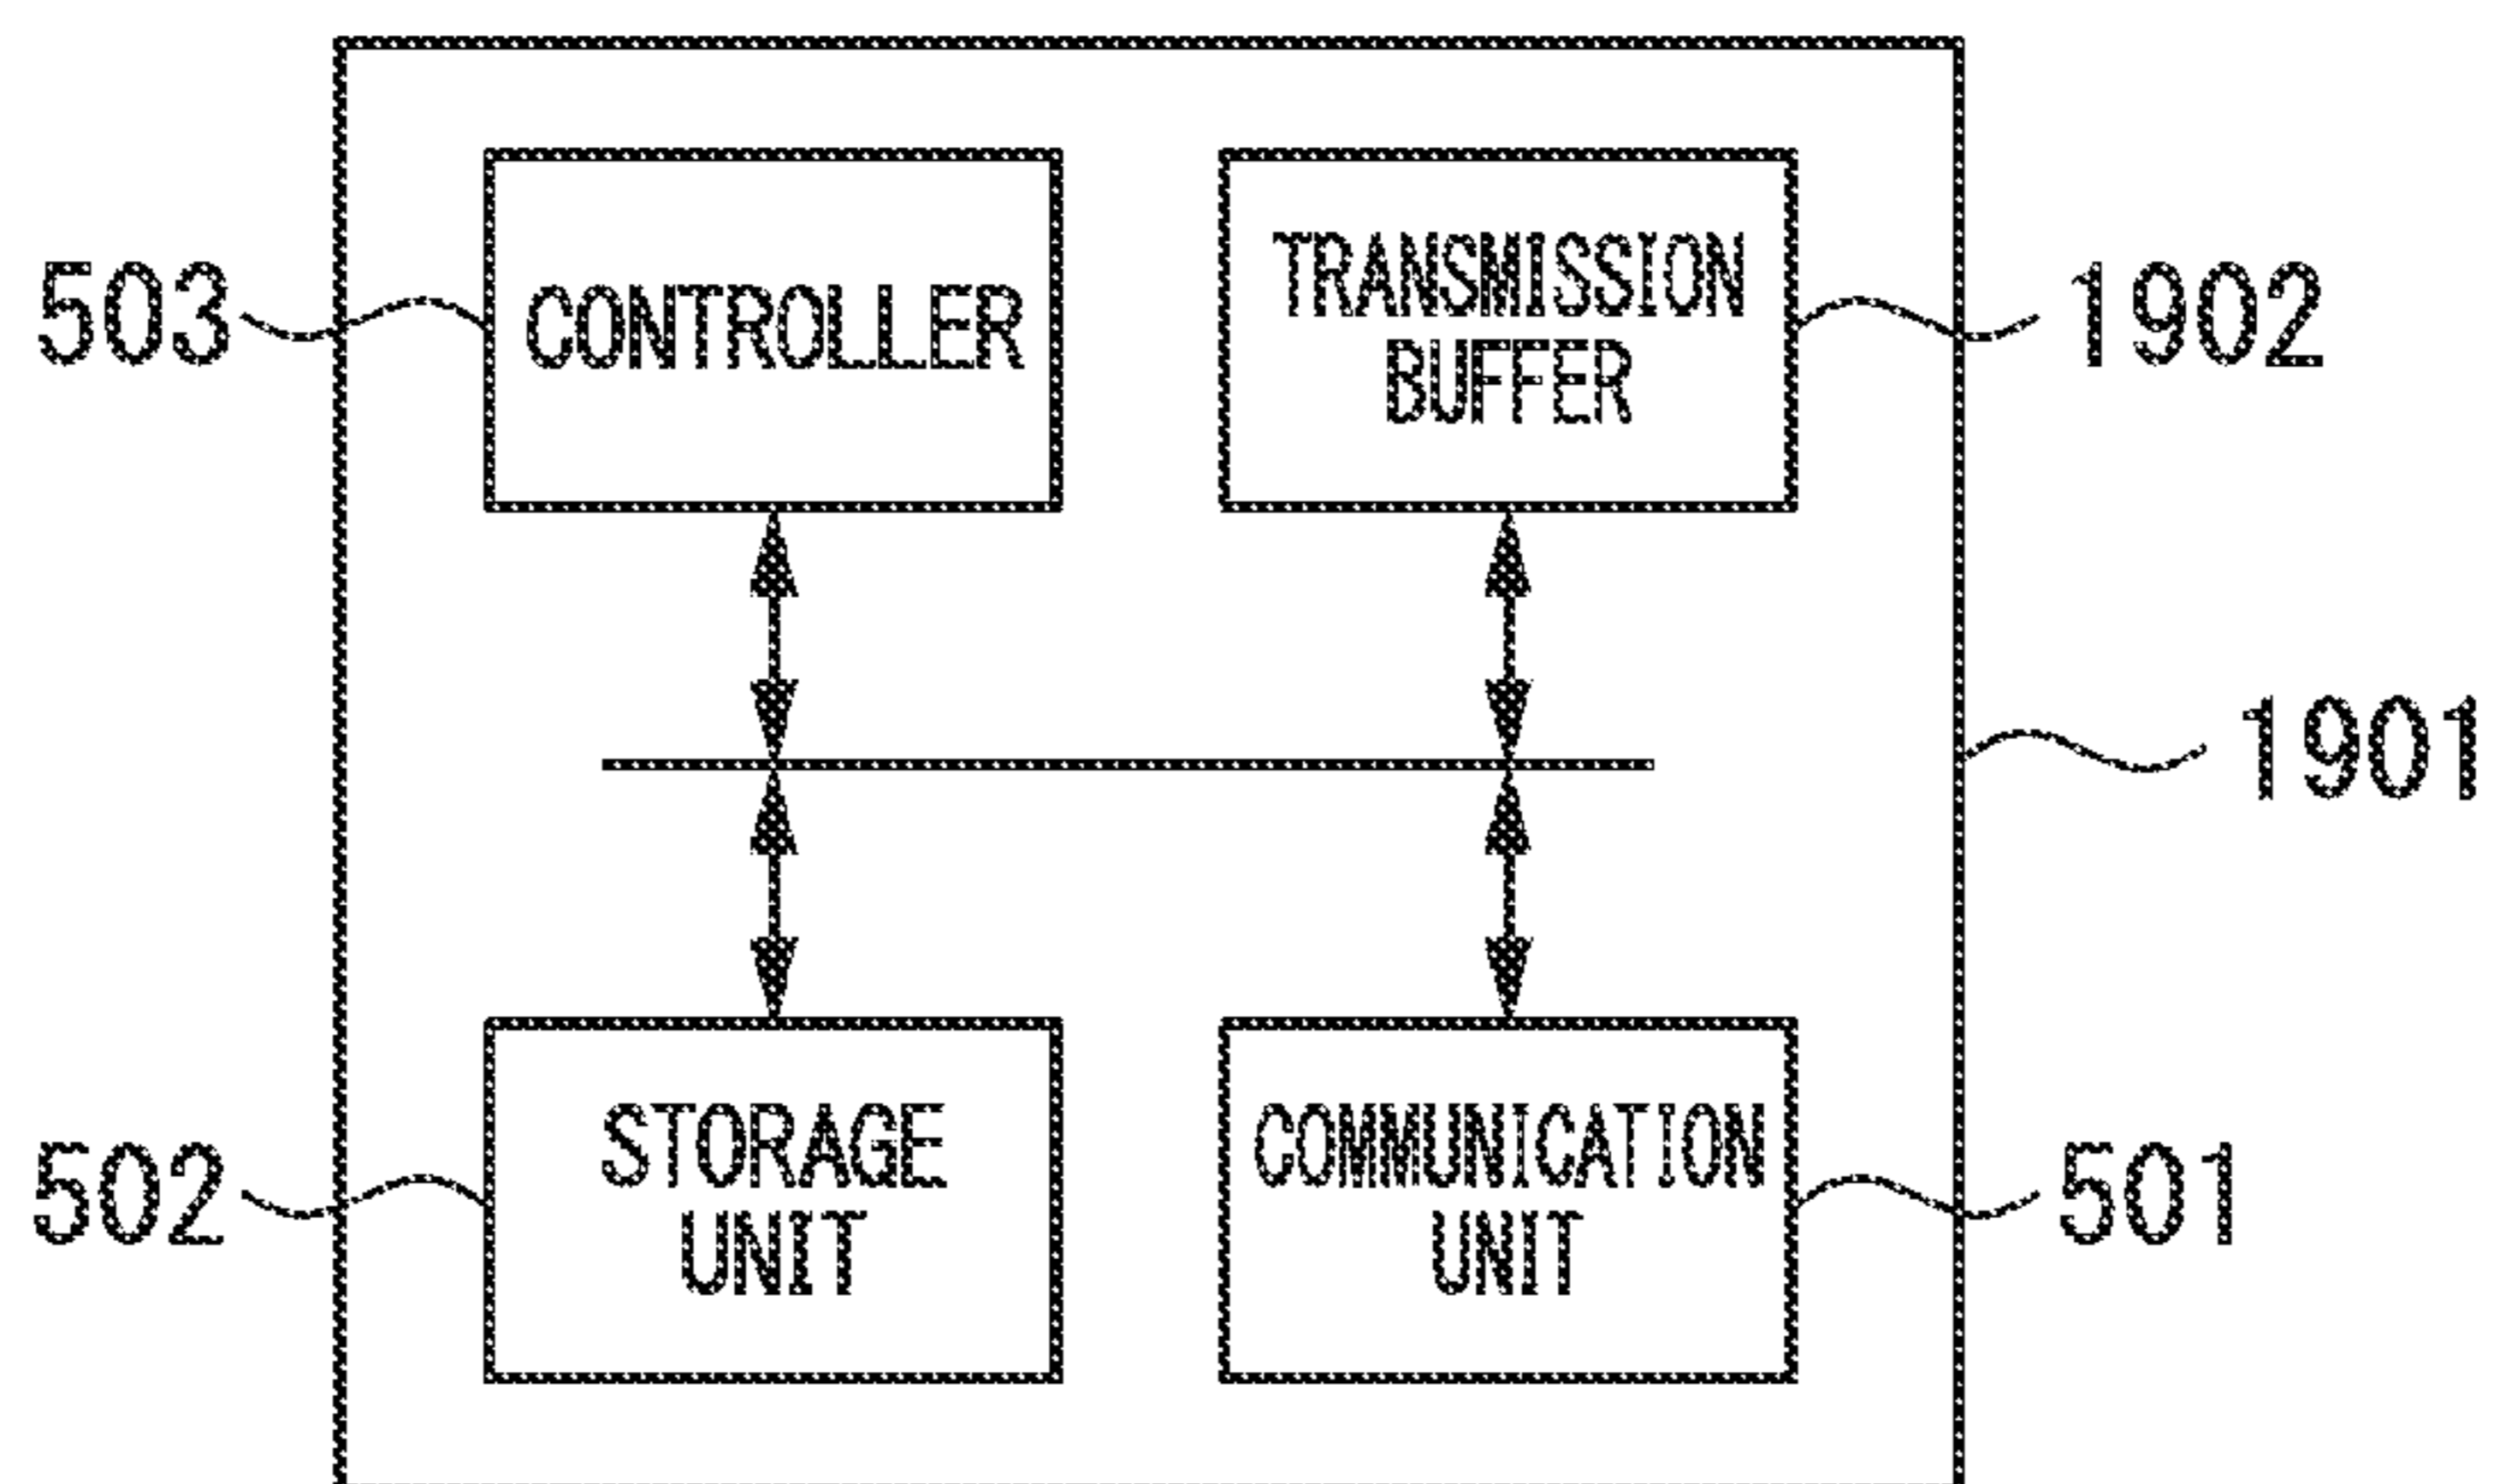 503
CONTROLLER
TRANSMISSION
BUFFER
1902
1901
502
STORAGE
UNIT
COMMUNICATION
UNIT
501